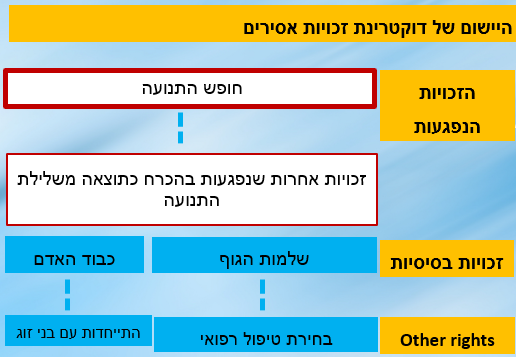 היישום של דוקטרינת זכויות אסירים
הזכויות
הנפגעות
חופש התנועה
זכויות אחרות שנפגעות בהכרח כתוצאה משלילת
התנועה
זכויות בסיסיות
שלמות הגוף
כבוד האדם
Other rights
בחירת טיפול רפואי
התייחדות עם בני זוג